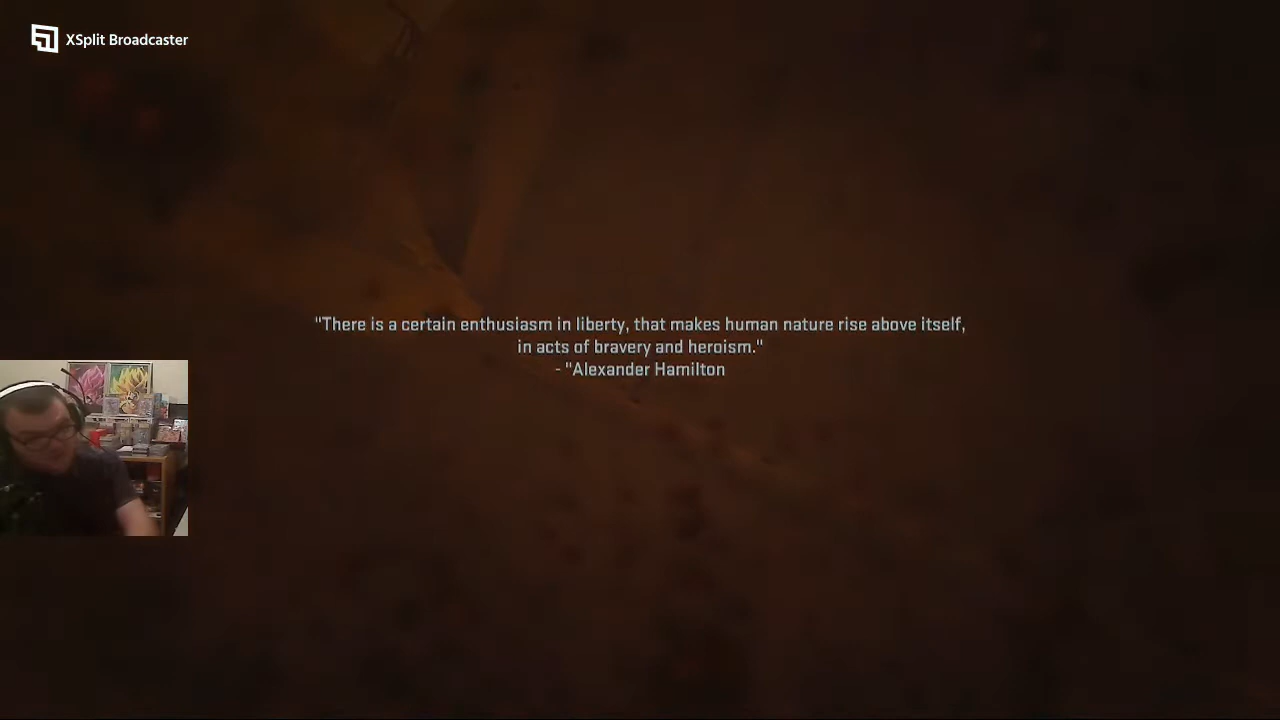 XSplit Broadcaster
"There is a certain enthusiasm in liberty, that makes human nature rise above itself,
in acts of bravery and heroism."
- "Alexander Hamilton